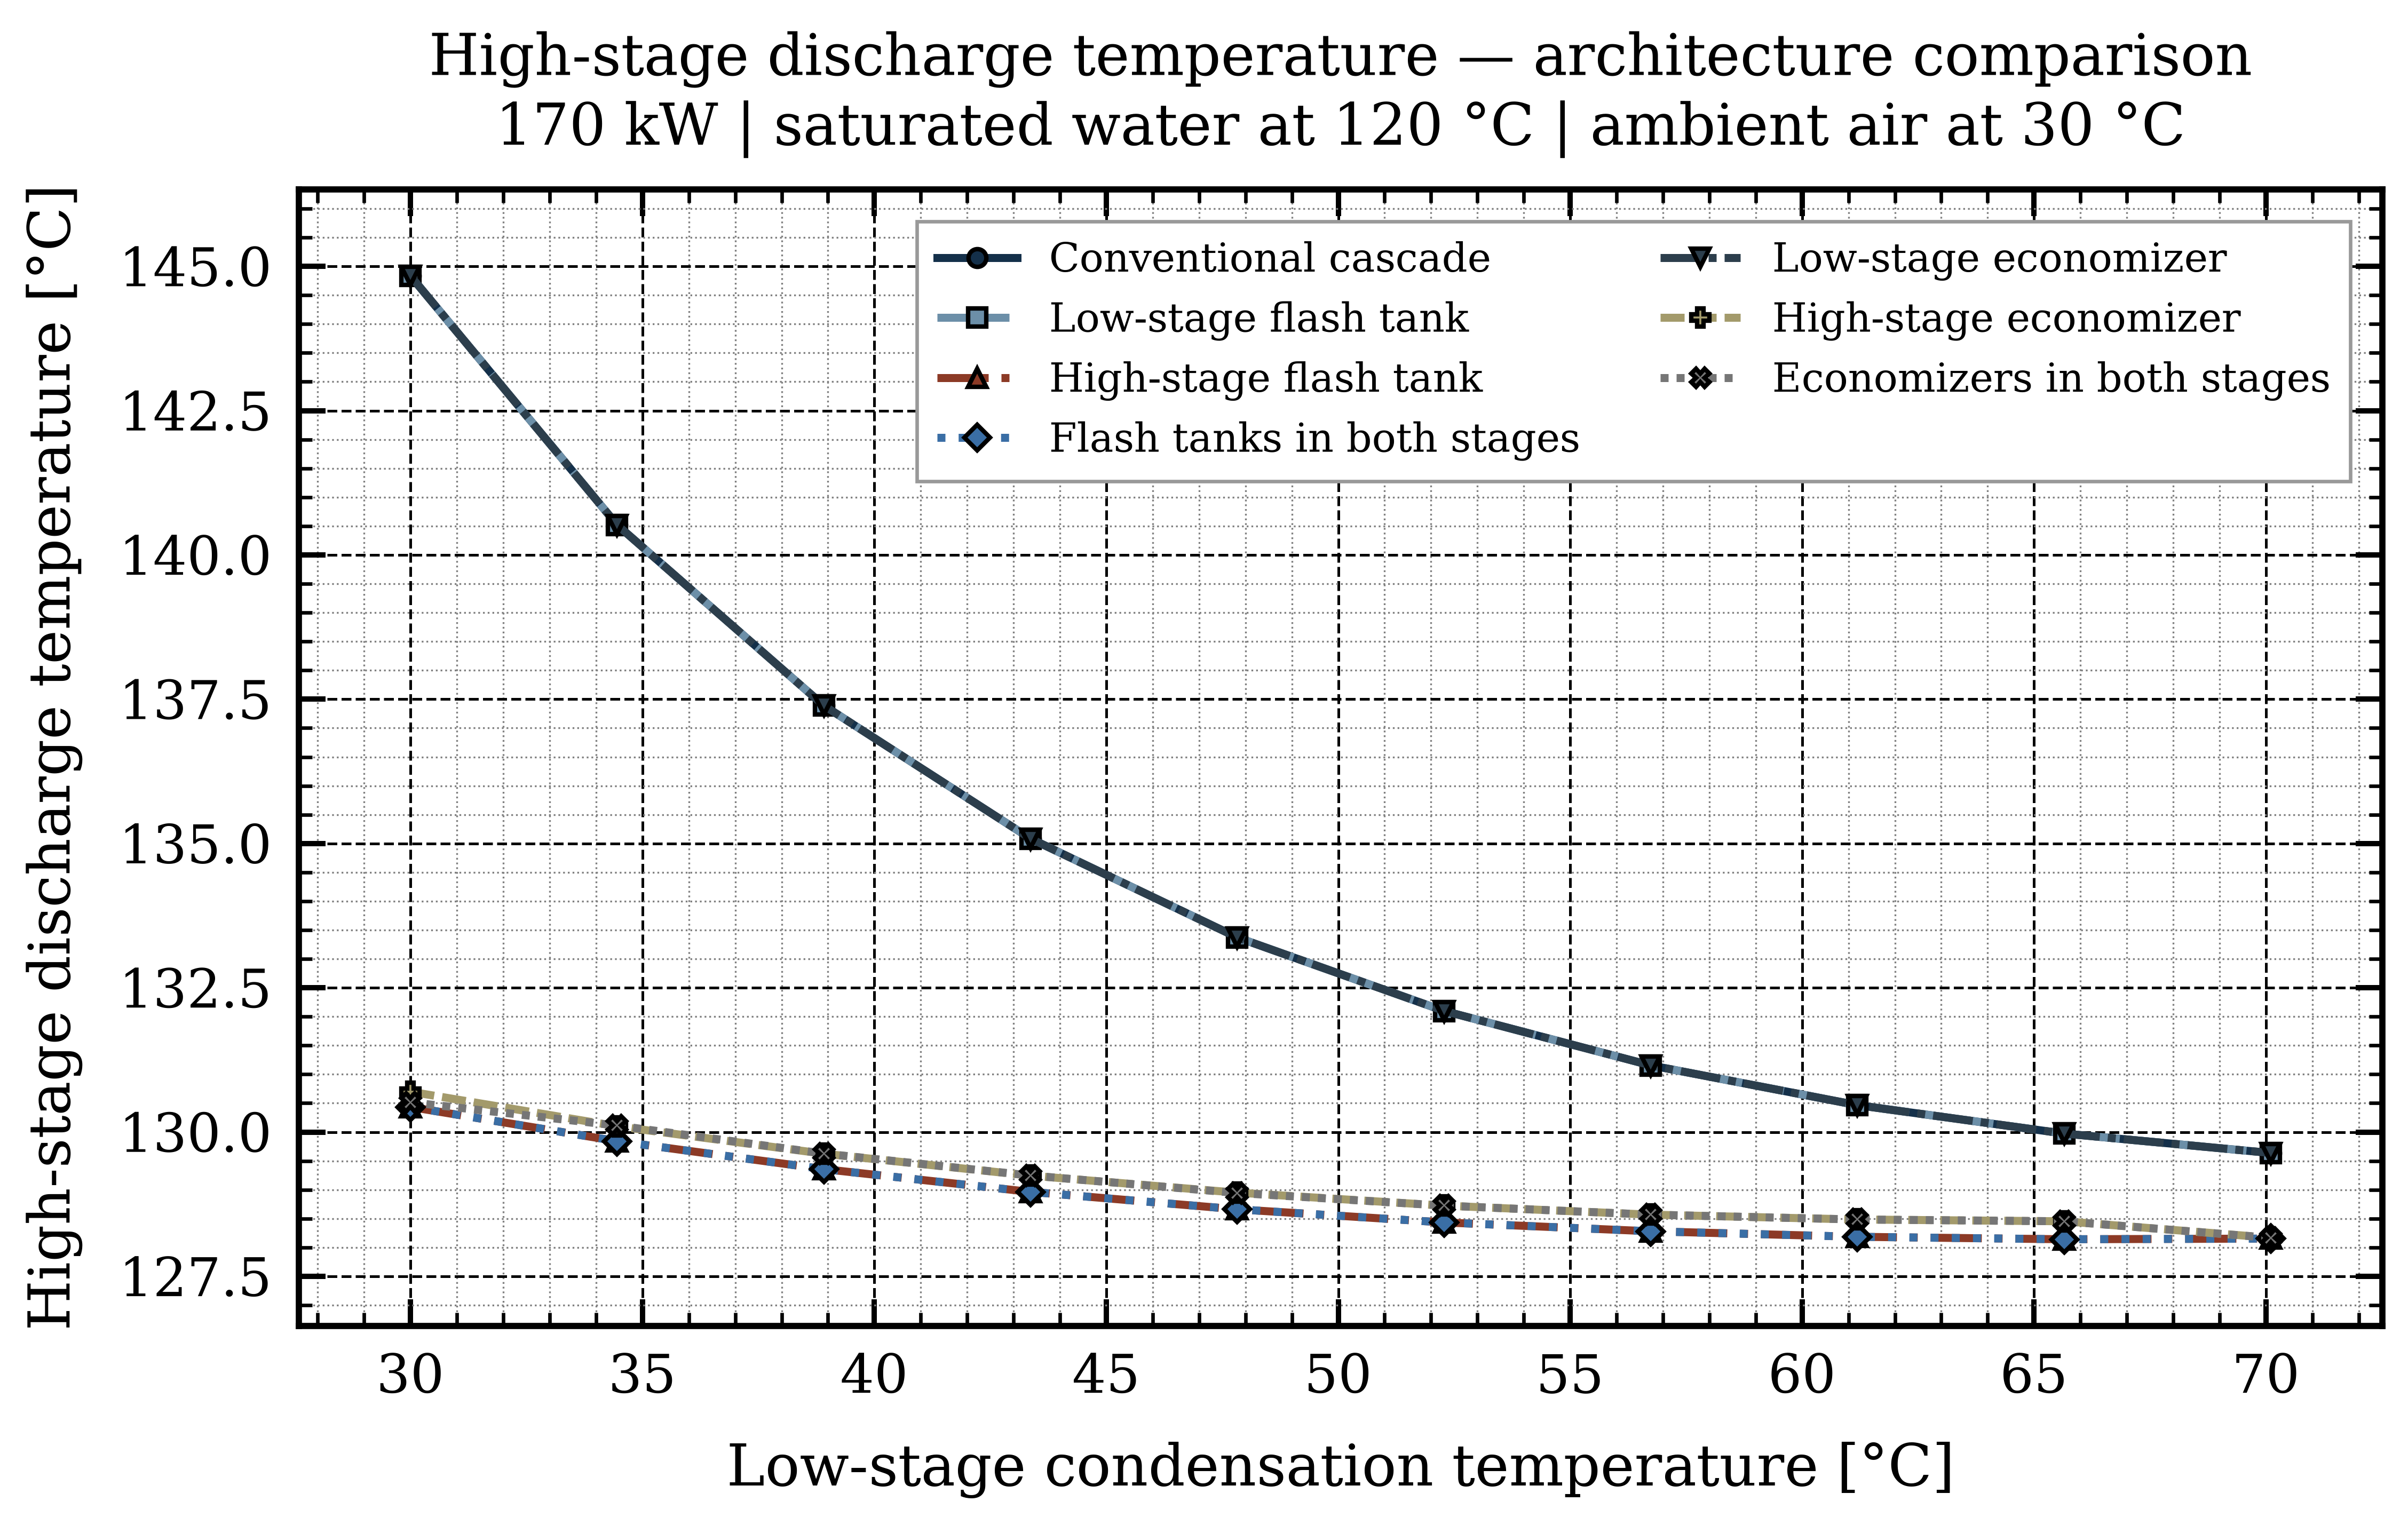 High-stage discharge temperature — architecture comparison
170 kW | saturated water at 120 °C | ambient air at 30 °C
High-stage discharge temperature [°C]
145.0
142.5
140.0
137.5
135.0
132.5
130.0
127.5
Conventional cascade
Low-stage flash tank
High-stage flash tank
Flash tanks in both stages
Low-stage economizer
High-stage economizer
Economizers in both stages
30 35 40 45 50 55 60 65 70
Low-stage condensation temperature [°C]